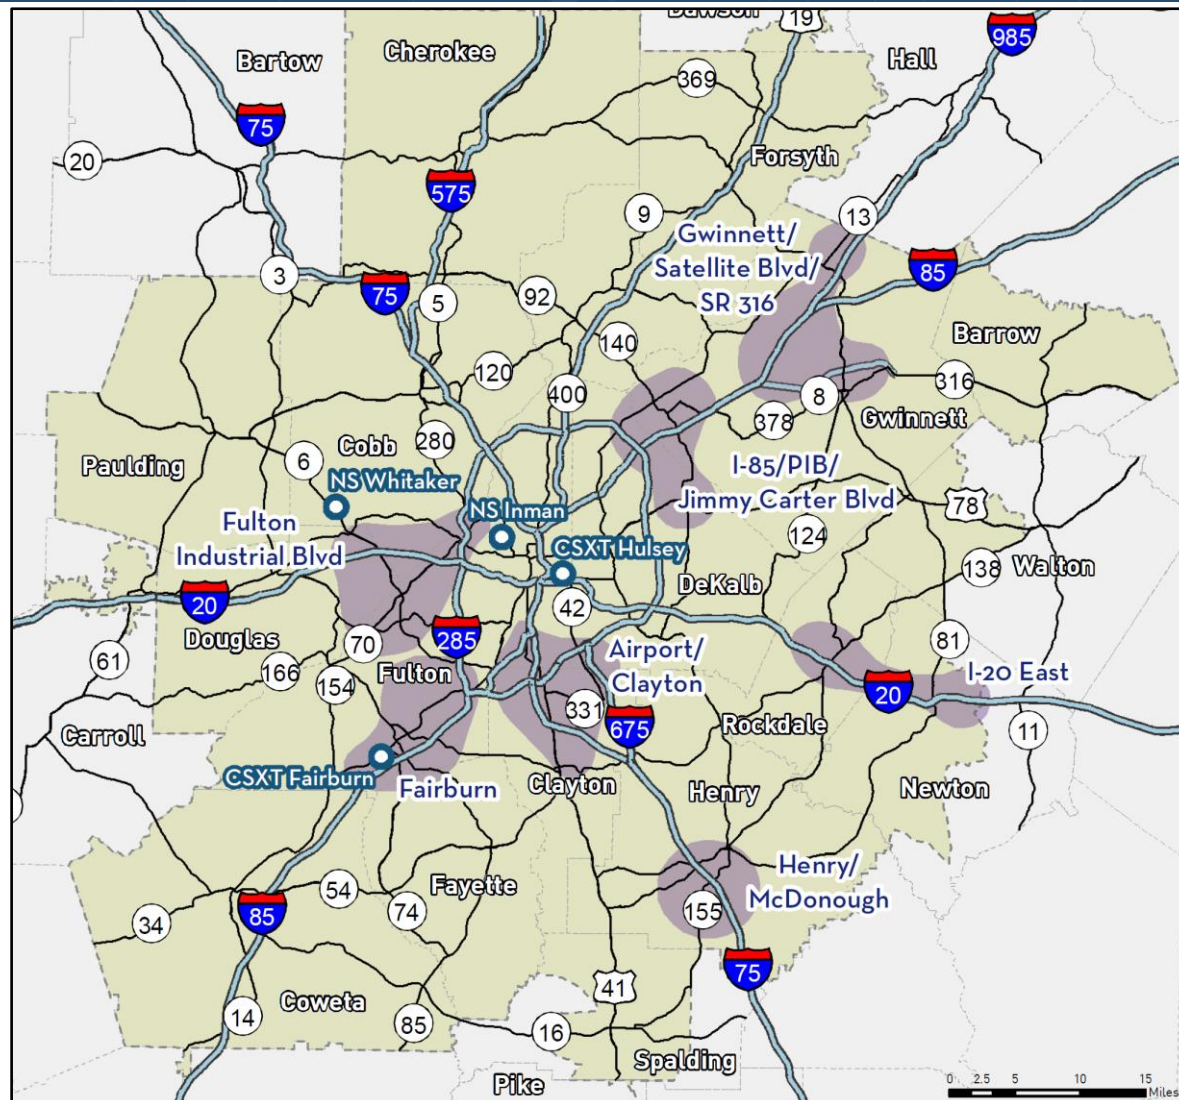 Dawson
19
Bartow
Cherokee
Hall
985
369
75
20
Forsyth
575
9
13
Gwinnett/
Satellite Blvd/
SR 316
3
75
5
92
85
140
Barrow
120
400
8
316
378
Gwinnett
280
Cobb
6
Paulding
NS Whitaker
I-85/PIB/
Jimmy Carter Blvd
78
NS Inman
Fulton
Industrial Blvd
CSXT Hulsey
124
138
Walton
DeKalb
20
42
Douglas
70
285
81
61
166
154
Fulton
Airport/
Clayton
I-20 East
20
331
675
Rockdale
11
Carroll
CSXT Fairburn
Fairburn
Clayton
Henry
Newton
Henry/
McDonough
54
Fayette
74
155
34
85
75
41
Coweta
14
85
16
Spalding
Pike
0 2.5 5 10 15
Miles